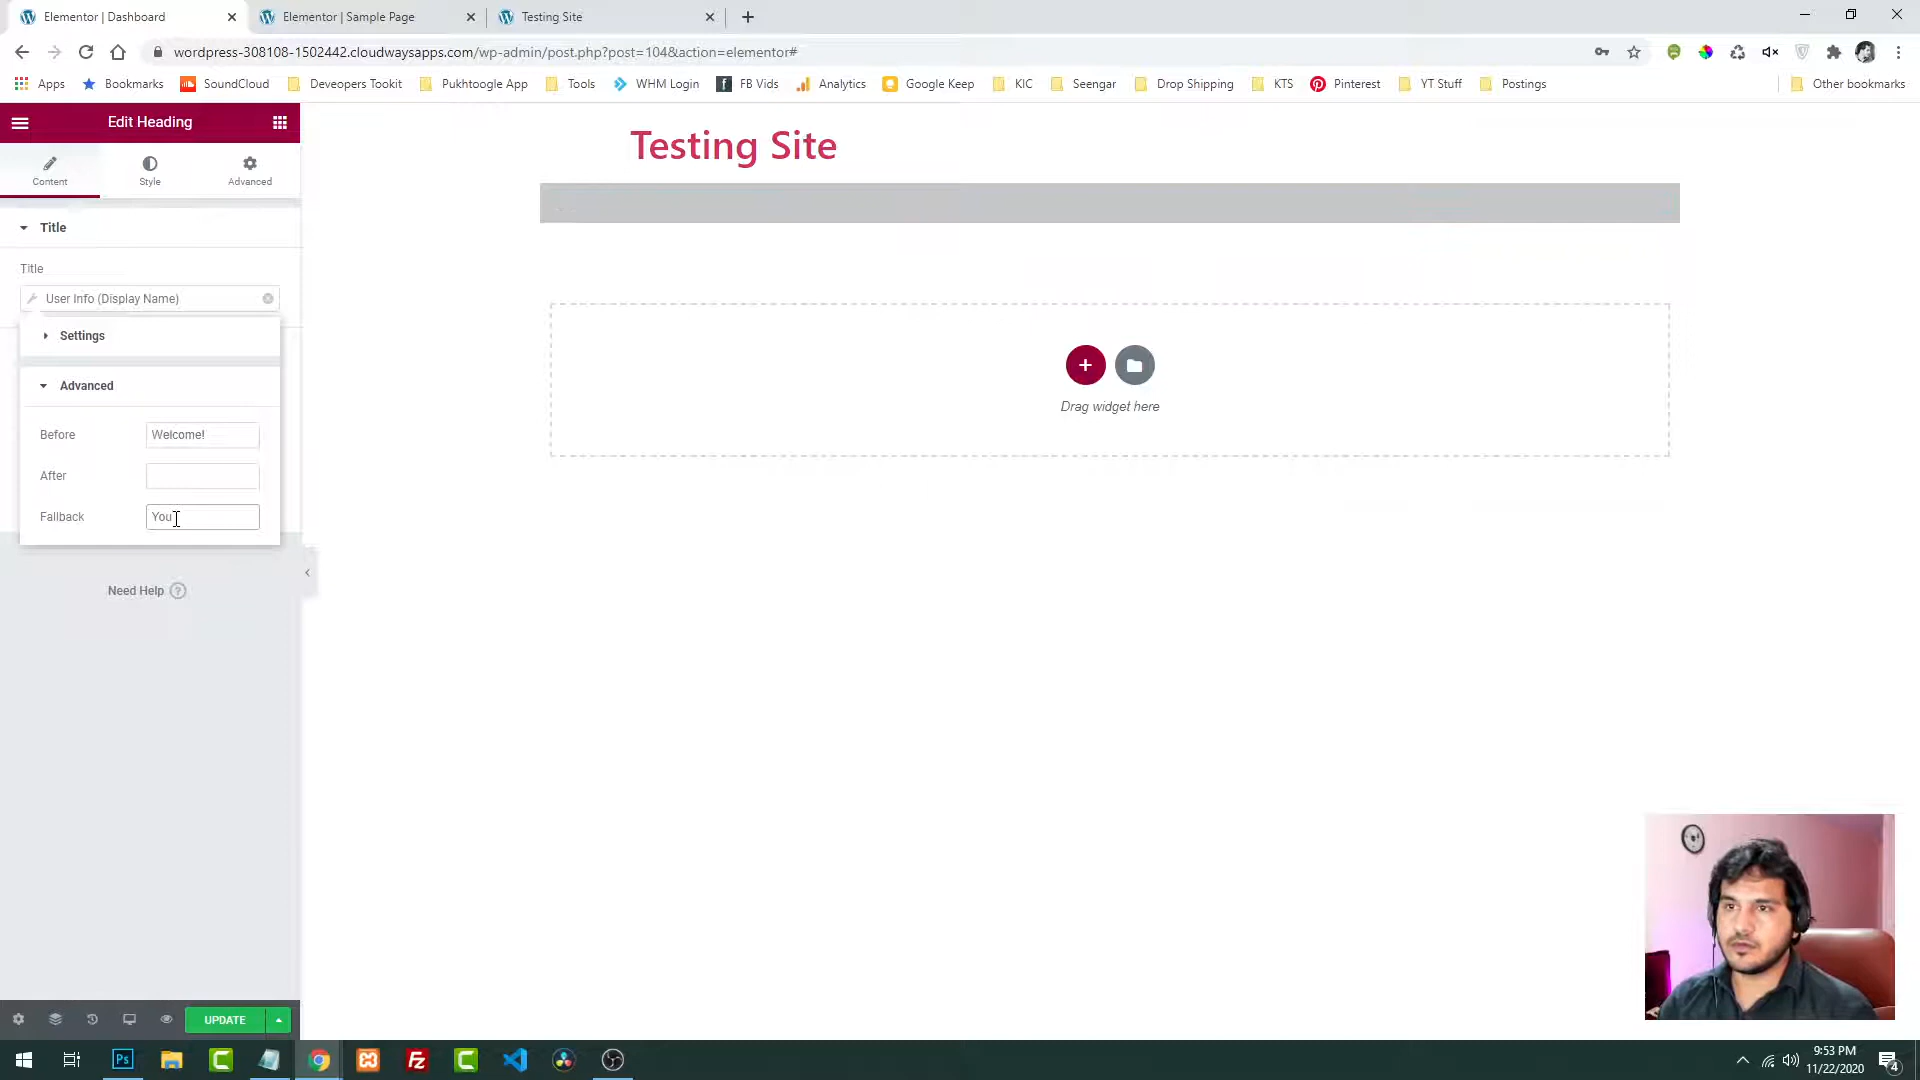 Elementor | Dashboard
Elementor | Sample Page
Testing Site
wordpress-308108-1502442.cloudwaysapps.com/wp-admin/post.php?post=104&action=elementor#
Apps
Bookmarks
SoundCloud
Deveopers Tookit
Pukhtoogle App
Tools
WHM Login
FB Vids
Analytics
Google Keep
KIC
Seengar
Drop Shipping
KTS
Pinterest
YT Stuff
Postings
Other bookmarks
Edit Heading
Content
Style
Advanced
Title
Title
User Info (Display Name)
Settings
Advanced
Before
Welcome!
After
Fallback
You
Need Help ?
UPDATE
Testing Site
Drag widget here
Ps
9:53 PM
11/22/2020
4